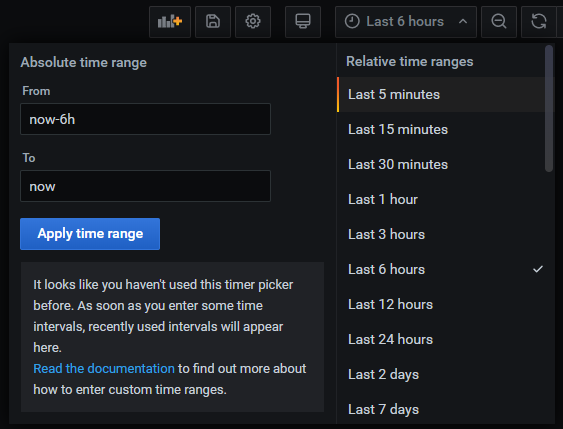 Last 6 hours
Absolute time range
From
now-6h
To
now
Apply time range
It looks like you haven't used this timer picker
before. As soon as you enter some time
intervals, recently used intervals will appear
here.
Read the documentation to find out more about
how to enter custom time ranges.
Relative time ranges
Last 5 minutes
Last 15 minutes
Last 30 minutes
Last 1 hour
Last 3 hours
Last 6 hours
Last 12 hours
Last 24 hours
Last 2 days
Last 7 days